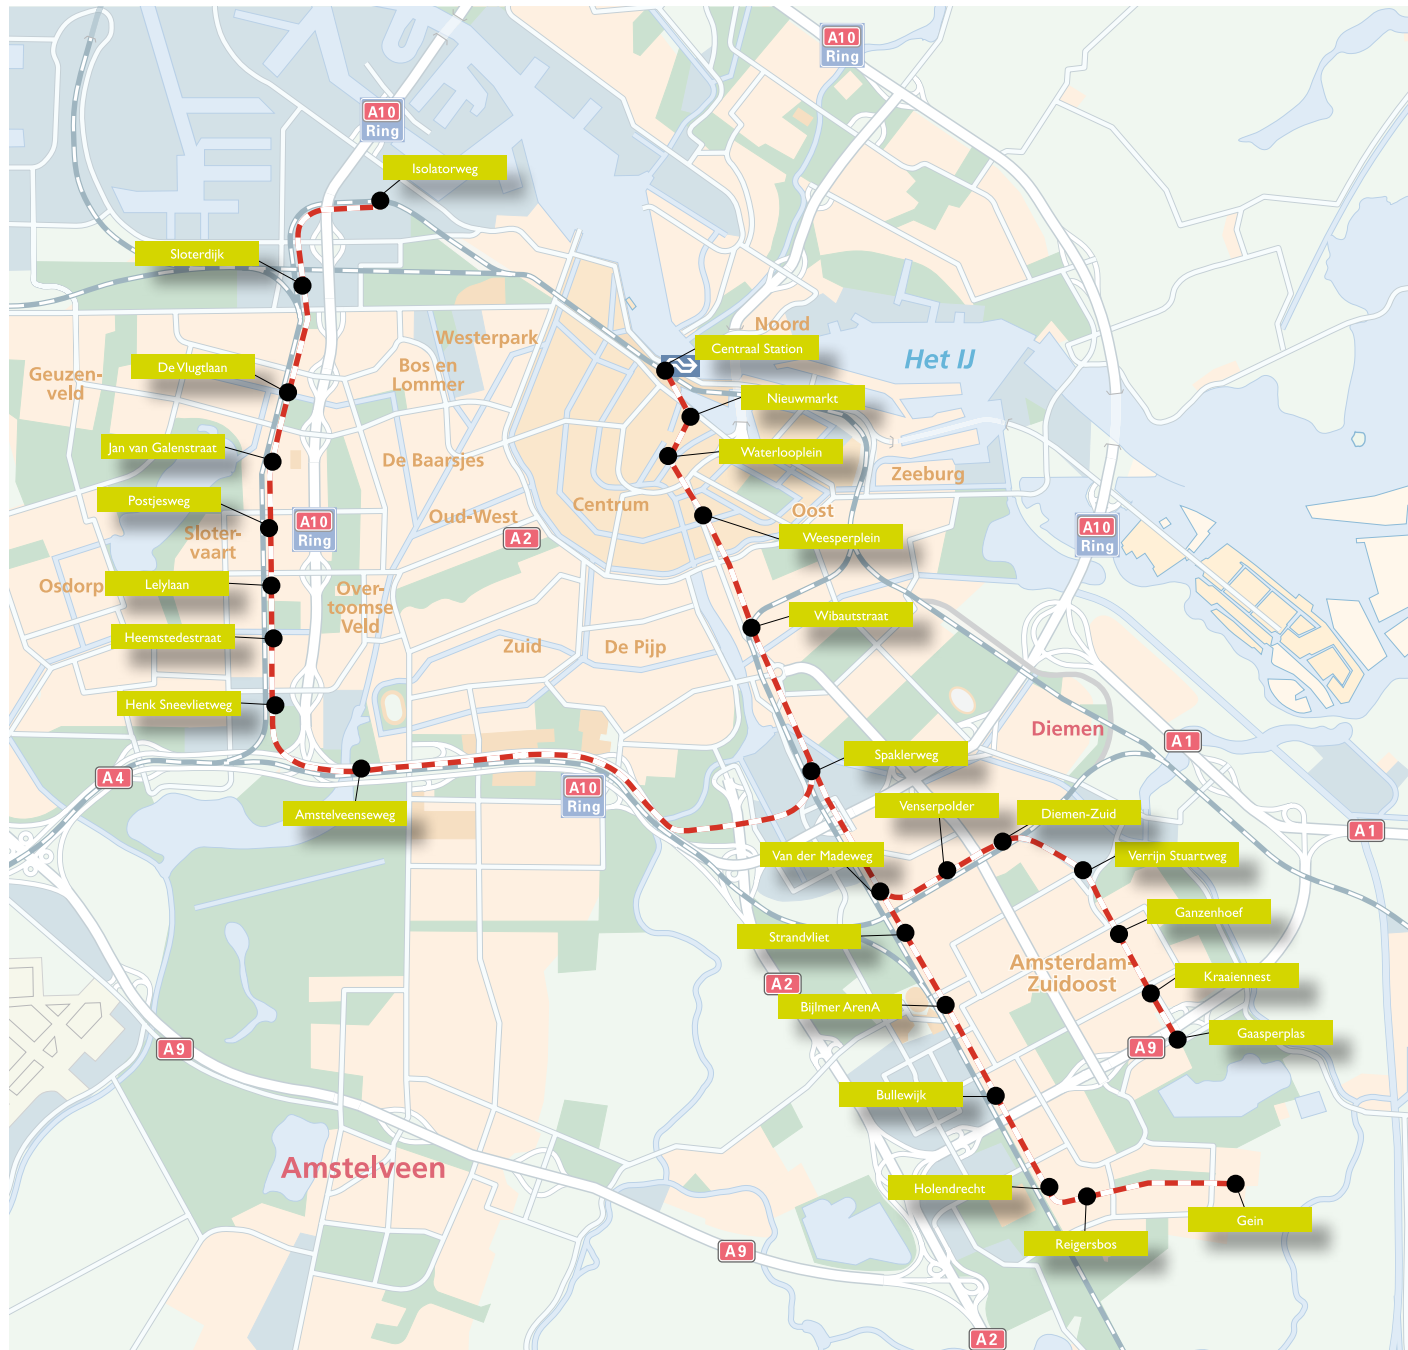 A10
Ring
A10
Ring
Isolatorweg
Sloterdijk
Noord
Westerpark
Centraal Station
Het IJ
De Vlugtlaan
Bos en
Lommer
Geuzen-
veld
Nieuwmarkt
Jan van Galenstraat
De Baarsjes
Waterlooplein
Zeeburg
Postjesweg
Centrum
Oud-West
Oost
A10
Ring
A2
A10
Ring
Sloter-
vaart
Weesperplein
Osdorp
Lelylaan
Over-
toomse
Veld
Wibautstraat
Heemstedestraat
Zuid
De Pijp
Henk Sneevlietweg
Diemen
A1
Spaklerweg
A4
A10
Ring
Amstelveenseweg
Venserpolder
Diemen-Zuid
A1
Van der Madeweg
Verrijn Stuartweg
Ganzenhoef
Strandvliet
Amsterdam-
Zuidoost
A2
Kraaiennest
Bijlmer ArenA
Gaasperplas
A9
A9
Bullewijk
Amstelveen
Holendrecht
Gein
Reigersbos
A9
A2